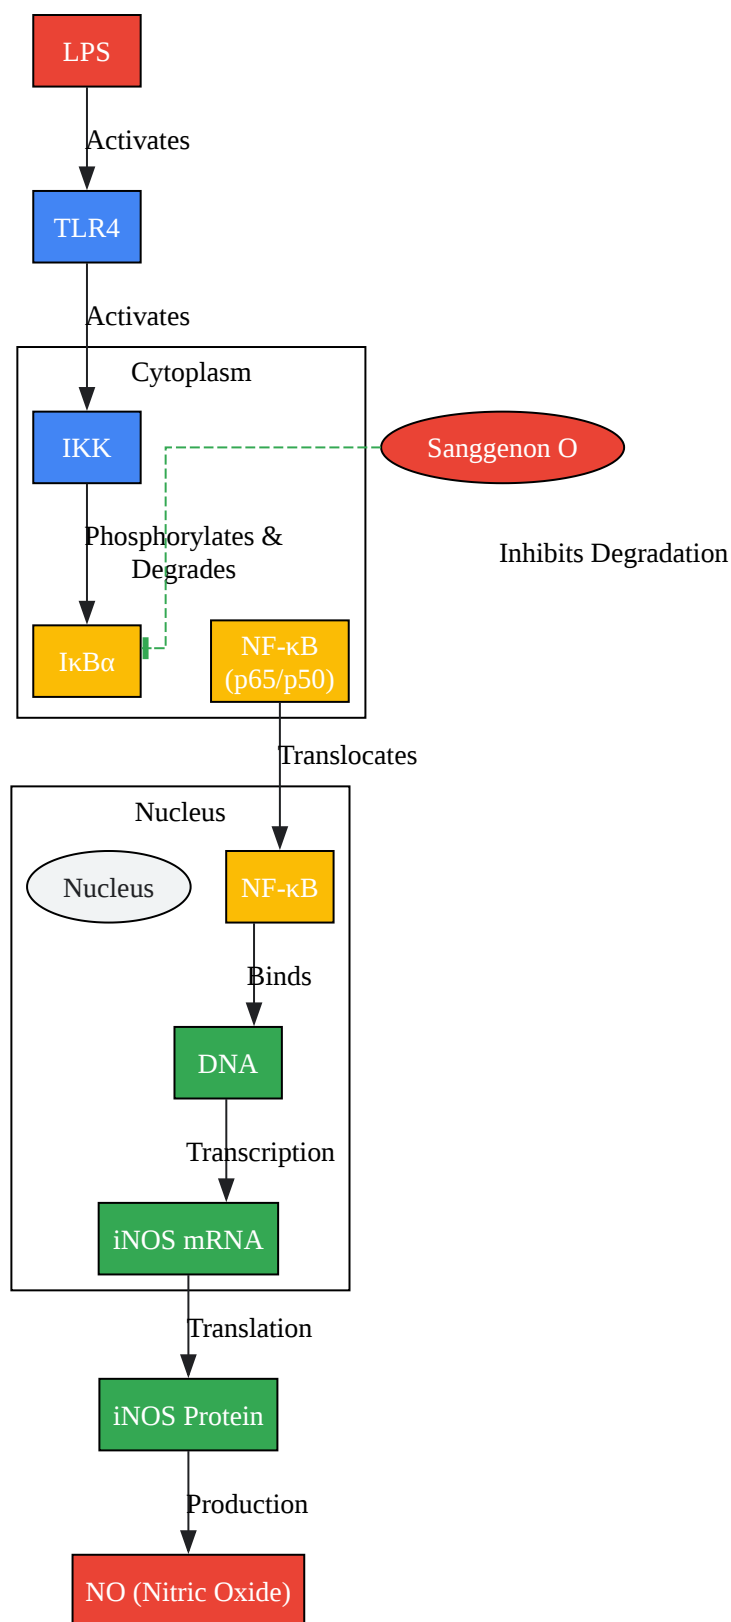 LPS
Activates
TLR4
Activates
Cytoplasm
IKK
Sanggenon O
Phosphorylates &
Degrades
Inhibits Degradation
IκBα
NF-κB
(p65/p50)
Translocates
Nucleus
Nucleus
NF-κB
Binds
DNA
Transcription
iNOS mRNA
Translation
iNOS Protein
Production
NO (Nitric Oxide)